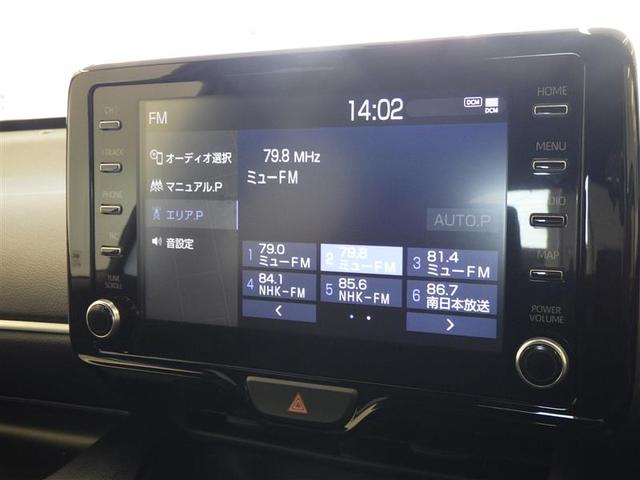 FM
14:02
DCM
DCM
オーディオ選択
マニュアル.P
エリア.P
音設定
79.8 MHz
ミューFM
AUTO.P
1 79.0 ミューFM
2 79.8 ミューFM
3 81.4 ミューFM
4 84.1 NHK-FM
5 85.6 NHK-FM
6 86.7 南日本放送
<
>
CH >
TRACK
PHONE
TUNE
SCROLL
HOME
MENU
MAP
POWER
VOLUME